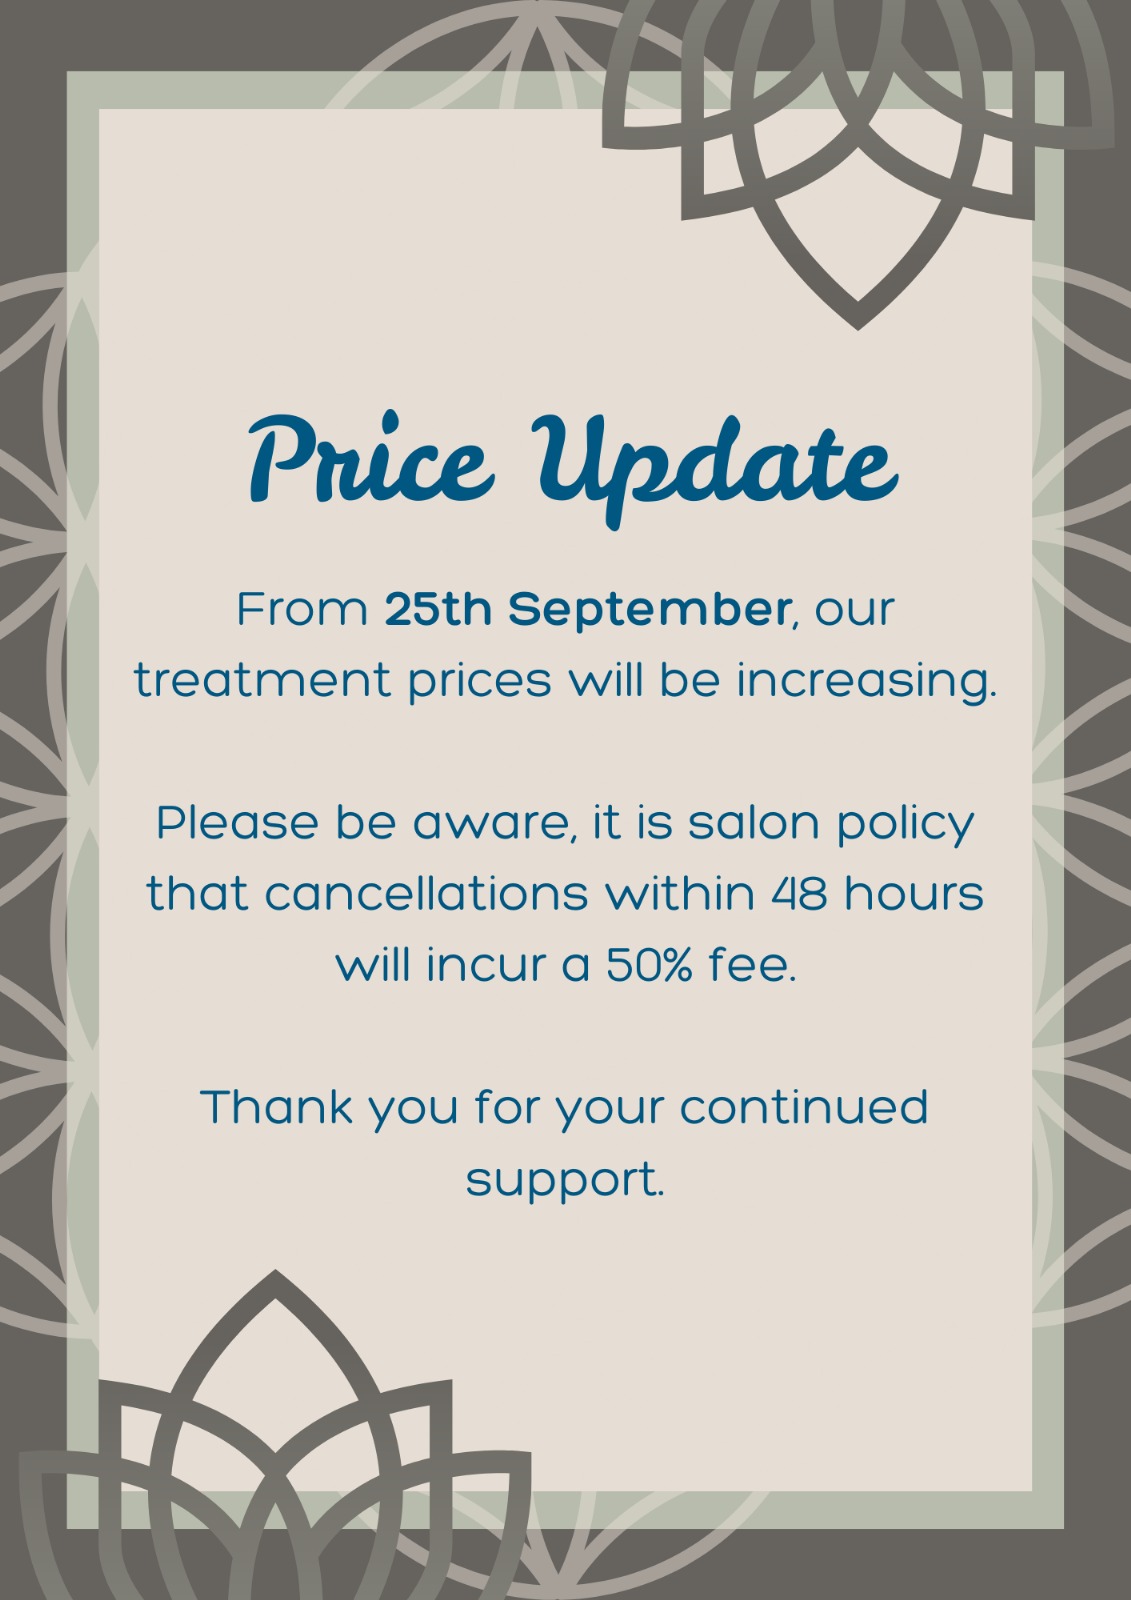 Price Update
From 25th September, our
treatment prices will be increasing.
Please be aware, it is salon policy
that cancellations within 48 hours
will incur a 50% fee.
Thank you for your continued
support.